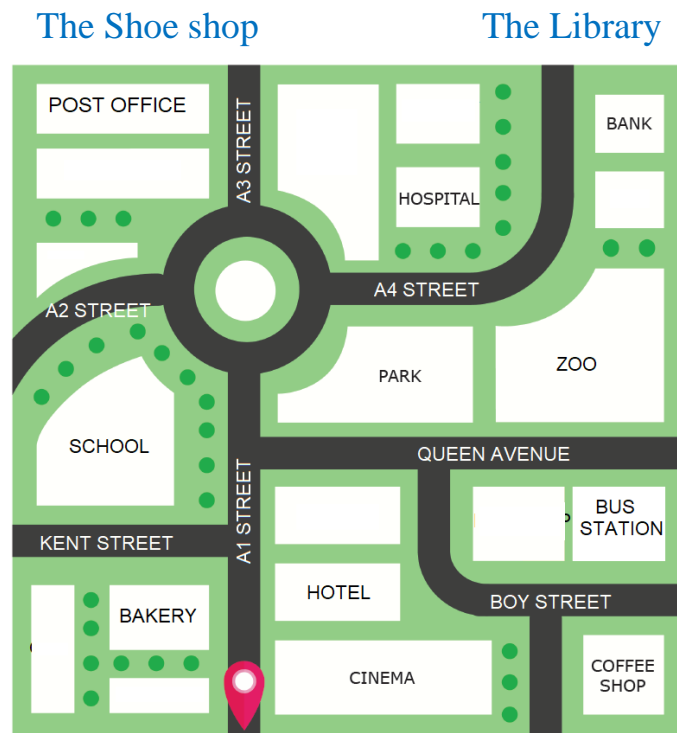 The Shoe shop
The Library
POST OFFICE
A3 STREET
BANK
HOSPITAL
A2 STREET
A4 STREET
PARK
ZOO
SCHOOL
QUEEN AVENUE
A1 STREET
BUS
STATION
KENT STREET
HOTEL
BOY STREET
BAKERY
CINEMA
COFFEE
SHOP